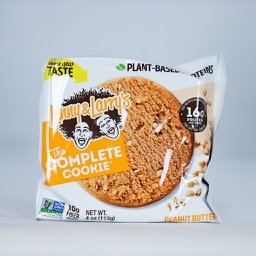 TASTE
PLANT-BASED PROTEINS
Lenny & Larry's
16G
PROTEIN
The
COMPLETE
COOKIE
10g
FIBER
NET WT.
4 oz (113g)
PEANUT BUTTER